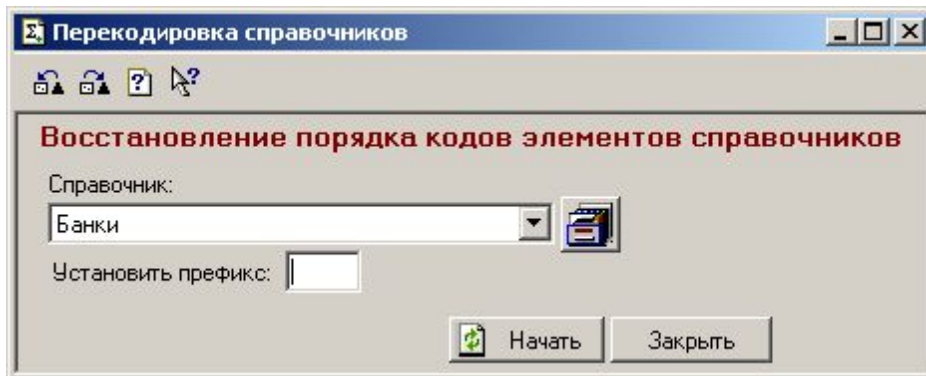 Перекодировка справочников
Восстановление порядка кодов элементов справочников
Справочник:
Банки
Установить префикс:
Начать Закрыть